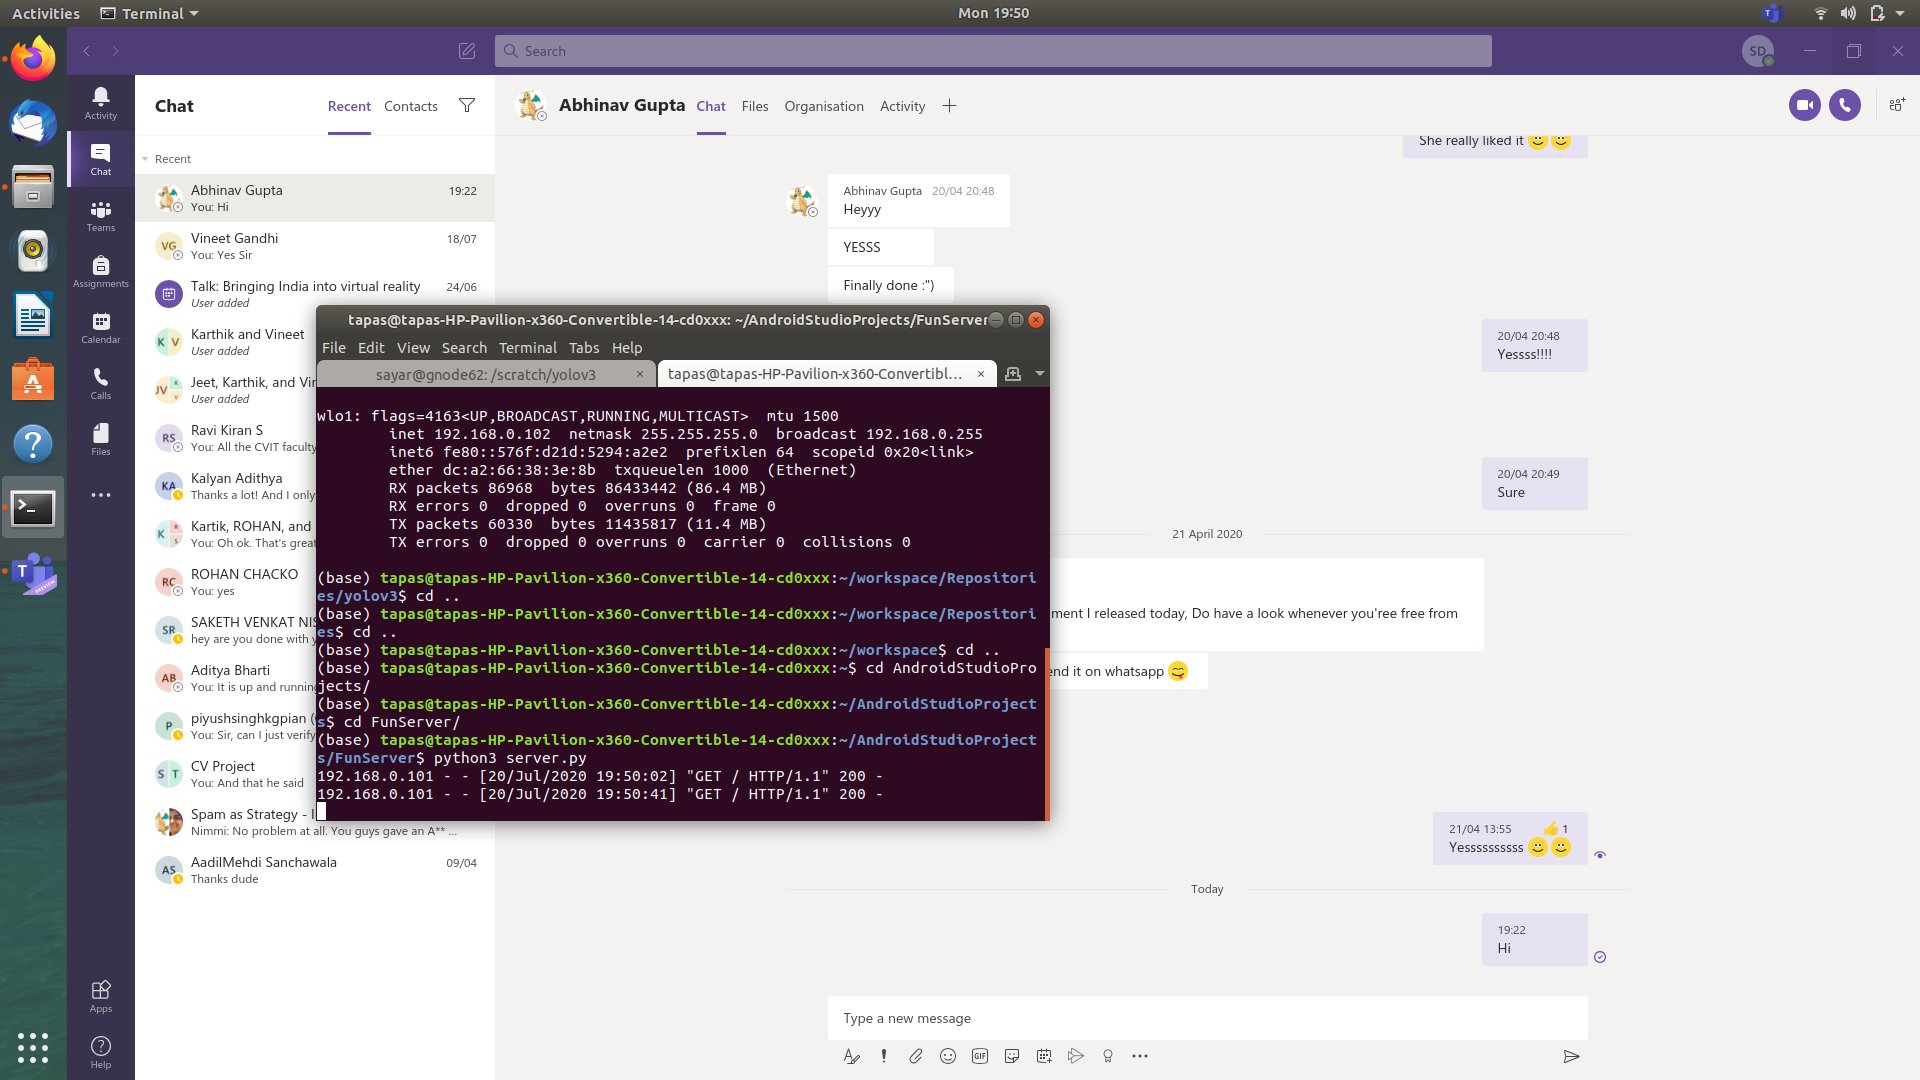 Activities
Terminal
Mon 19:50
Search
SD
Activity
Chat
Teams
Assignments
Calendar
Calls
Files
Apps
Help
Chat
Recent
Contacts
Recent
Abhinav Gupta 19:22
You: Hi
VG
Vineet Gandhi 18/07
You: Yes Sir
Talk: Bringing India into virtual reality 24/06
User added
K V
Karthik and Vineet
User added
JV
Jeet, Karthik, and Vin
User added
RS
Ravi Kiran S
You: All the CVIT faculty
KA
Kalyan Adithya
Thanks a lot! And I only
K R S
Kartik, ROHAN, and
You: Oh ok. That's great
RC
ROHAN CHACKO
You: yes
SR
SAKETH VENKAT NIS
hey are you done with y
AB
Aditya Bharti
You: It is up and runnin
P
piyushsinghkgpian (
You: Sir, can I just verify
S T
CV Project
You: And that he said
Spam as Strategy - I
Nimmi: No problem at all. You guys gave an A** ...
AS
AadilMehdi Sanchawala 09/04
Thanks dude
Abhinav Gupta
Chat Files Organisation Activity
She really liked it
Abhinav Gupta 20/04 20:48
Heyyy
YESSS
Finally done :")
20/04 20:48
Yessss!!!!
20/04 20:49
Sure
21 April 2020
ment I released today, Do have a look whenever you'ree free from
end it on whatsapp
21/04 13:55 1
Yesssssssss
Today
19:22
Hi
Type a new message
GIF
tapas@tapas-HP-Pavilion-x360-Convertible-14-cd0xxx: ~/AndroidStudioProjects/FunServer
File Edit View Search Terminal Tabs Help
sayar@gnode62: /scratch/yolov3
tapas@tapas-HP-Pavilion-x360-Convertibl...
wlo1: flags=4163<UP,BROADCAST,RUNNING,MULTICAST> mtu 1500
inet 192.168.0.102 netmask 255.255.255.0 broadcast 192.168.0.255
inet6 fe80::576f:d21d:5294:a2e2 prefixlen 64 scopeid 0x20<link>
ether dc:a2:66:38:3e:8b txqueuelen 1000 (Ethernet)
RX packets 86968 bytes 86433442 (86.4 MB)
RX errors 0 dropped 0 overruns 0 frame 0
TX packets 60330 bytes 11435817 (11.4 MB)
TX errors 0 dropped 0 overruns 0 carrier 0 collisions 0
(base) tapas@tapas-HP-Pavilion-x360-Convertible-14-cd0xxx:~/workspace/Repositori
es/yolov3$ cd ..
(base) tapas@tapas-HP-Pavilion-x360-Convertible-14-cd0xxx:~/workspace/Repositori
es$ cd ..
(base) tapas@tapas-HP-Pavilion-x360-Convertible-14-cd0xxx:~/workspace$ cd ..
(base) tapas@tapas-HP-Pavilion-x360-Convertible-14-cd0xxx:~$ cd AndroidStudioPro
jects/
(base) tapas@tapas-HP-Pavilion-x360-Convertible-14-cd0xxx:~/AndroidStudioProject
s$ cd FunServer/
(base) tapas@tapas-HP-Pavilion-x360-Convertible-14-cd0xxx:~/AndroidStudioProject
s/FunServer$ python3 server.py
192.168.0.101 - - [20/Jul/2020 19:50:02] "GET / HTTP/1.1" 200 -
192.168.0.101 - - [20/Jul/2020 19:50:41] "GET / HTTP/1.1" 200 -